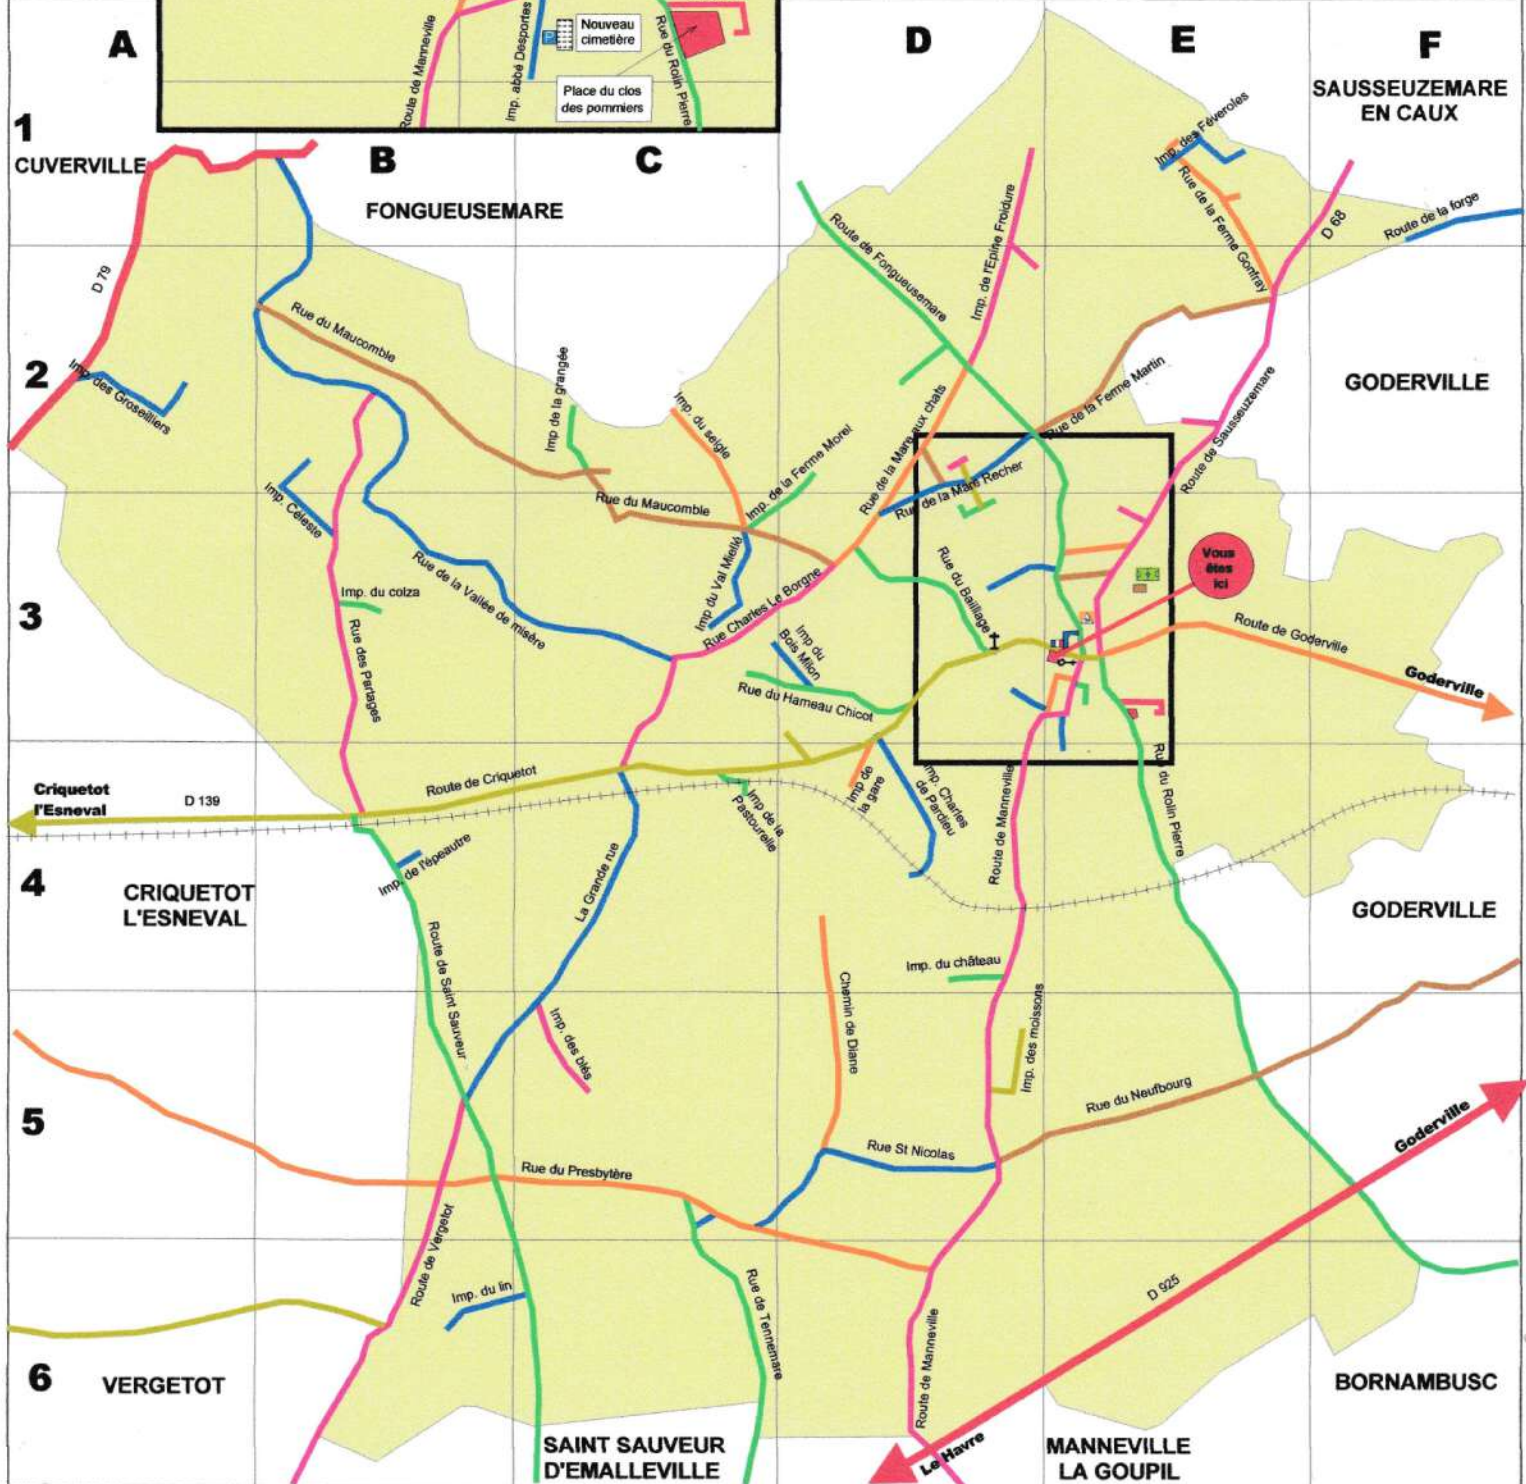 A
Route de Manneville
Imp. abbé Desportes
P
Nouveau
cimetière
Rue du Rolin Pierre
Place du clos
des pommiers
D
E
F
SAUSSEUZEMARE
EN CAUX
1
CUVERVILLE
B
C
FONGUEUSEMARE
Imp. des Féveroles
Rue de la Ferme Gonfray
D 68
Route de la forge
Route de Fongueusemare
Imp. de l'Epine Froidure
D 79
Rue du Maucomble
2
Imp. des Groseilliers
Imp de la grangée
Imp. du seigle
Imp. de la Ferme Morel
Rue de la Mare aux chats
Rue de la Ferme Martin
Route de Sausseuzemare
GODERVILLE
Imp. Céleste
Rue du Maucomble
Rue de la Mare Recher
Rue de la Vallée de misère
Imp. du colza
Imp du Val Mielle
Rue Charles Le Borgne
Rue du Bailliage
Vous
êtes
ici
3
Rue des Partages
Imp du
Bois Milon
Rue du Hameau Chicot
Route de Goderville
Goderville
Criquetot
l'Esneval
D 139
Route de Criquetot
Imp de la
Pastourelle
Imp de
la gare
Imp. Charles
de Pardieu
Route de Manneville
Rue du Rolin Pierre
4
CRIQUETOT
L'ESNEVAL
Imp. de l'épeautre
La Grande rue
Route de Saint Sauveur
Imp. du château
GODERVILLE
Chemin de Diane
Imp. des moissons
Imp. des blés
5
Rue du Neufbourg
Rue St Nicolas
Goderville
Rue du Presbytère
Route de Vergetot
Imp. du lin
Rue de Tennemare
D 925
Route de Manneville
6
VERGETOT
BORNAMBUSC
SAINT SAUVEUR
D'EMALLEVILLE
Le Havre
MANNEVILLE
LA GOUPIL